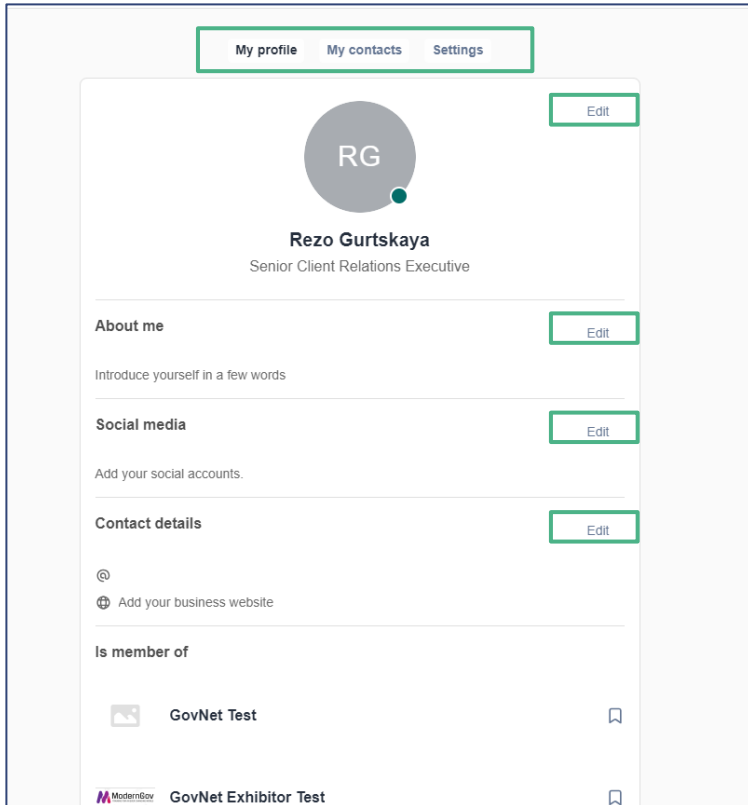 My profile My contacts Settings
Edit
RG
Rezo Gurtskaya
Senior Client Relations Executive
About me Edit
Introduce yourself in a few words
Social media Edit
Add your social accounts.
Contact details Edit
@
Add your business website
Is member of
GovNet Test
ModernGov GovNet Exhibitor Test